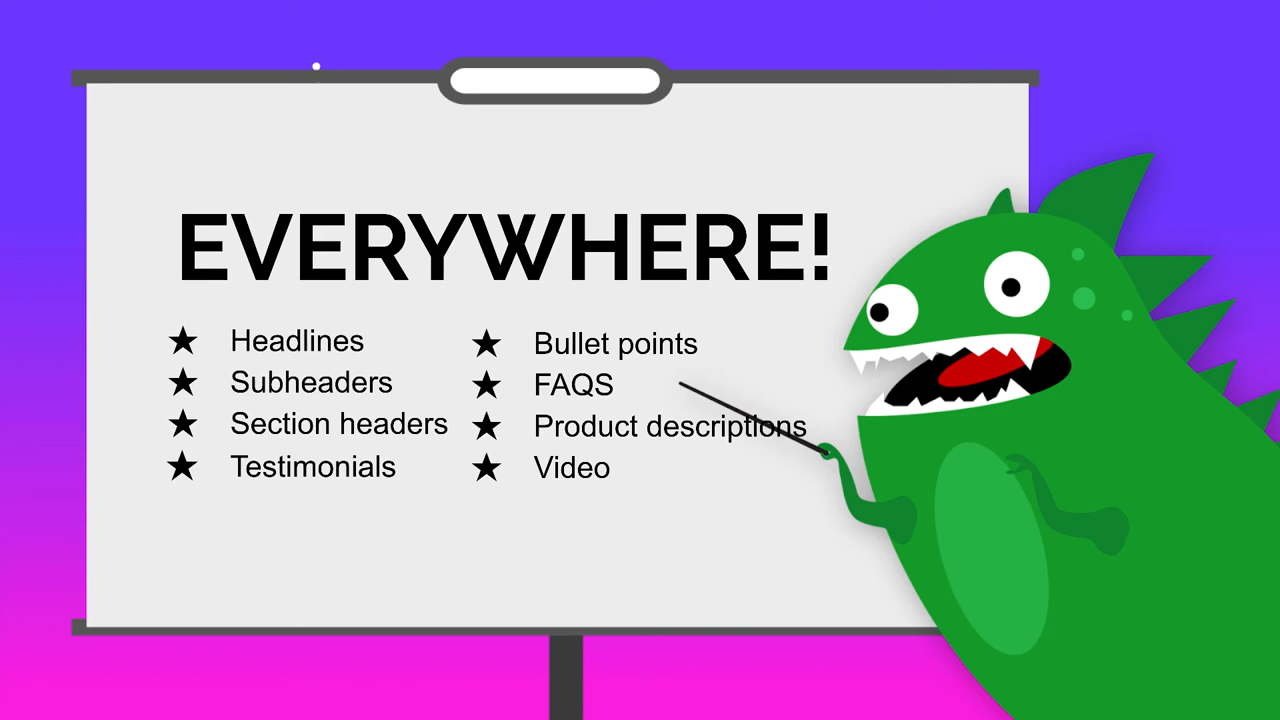 EVERYWHERE!
★ Headlines
★ Subheaders
★ Section headers
★ Testimonials
★ Bullet points
★ FAQS
★ Product descriptions
★ Video